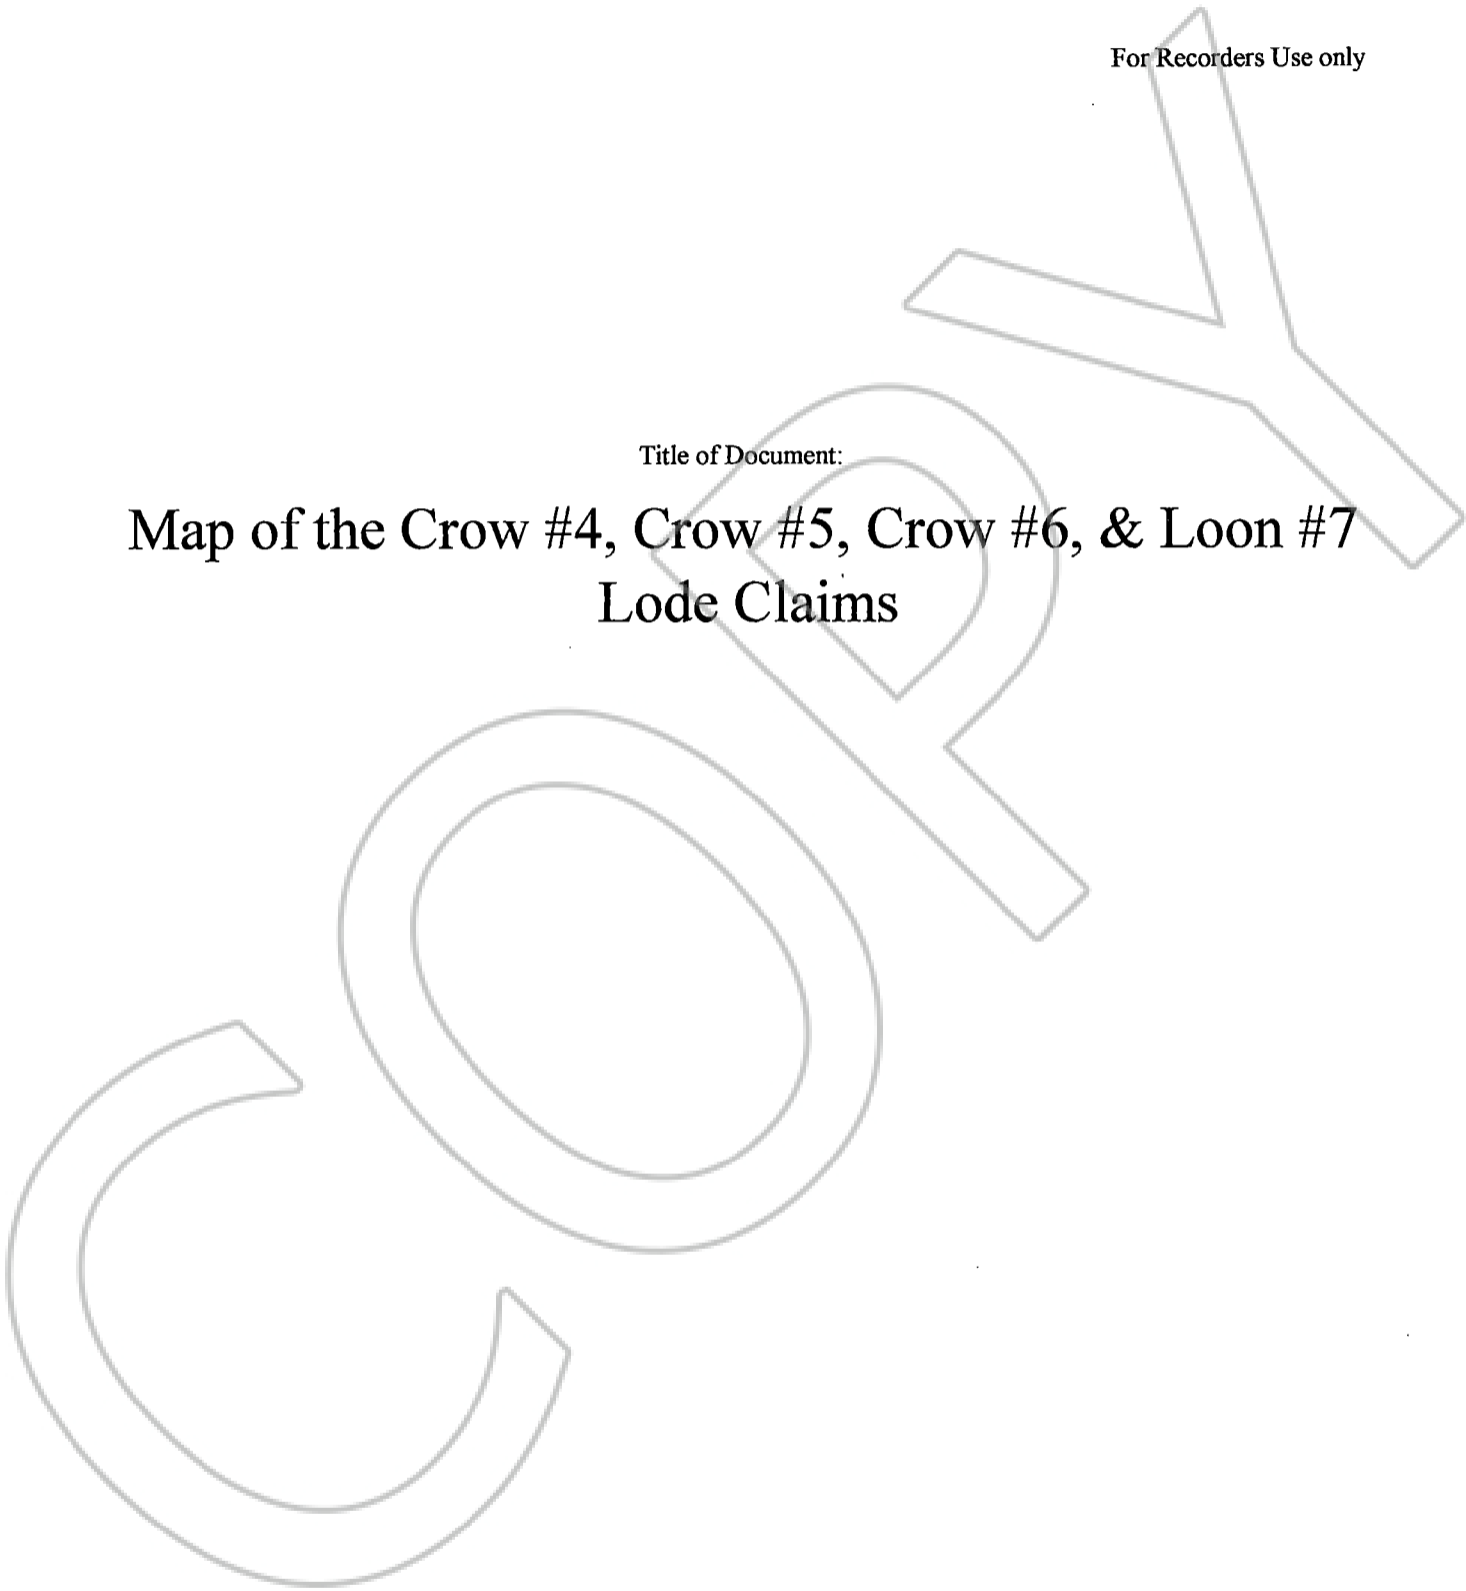 For Recorders Use only
Title of Document:
Map of the Crow #4, Crow #5, Crow #6, & Loon #7
Lode Claims
COPY